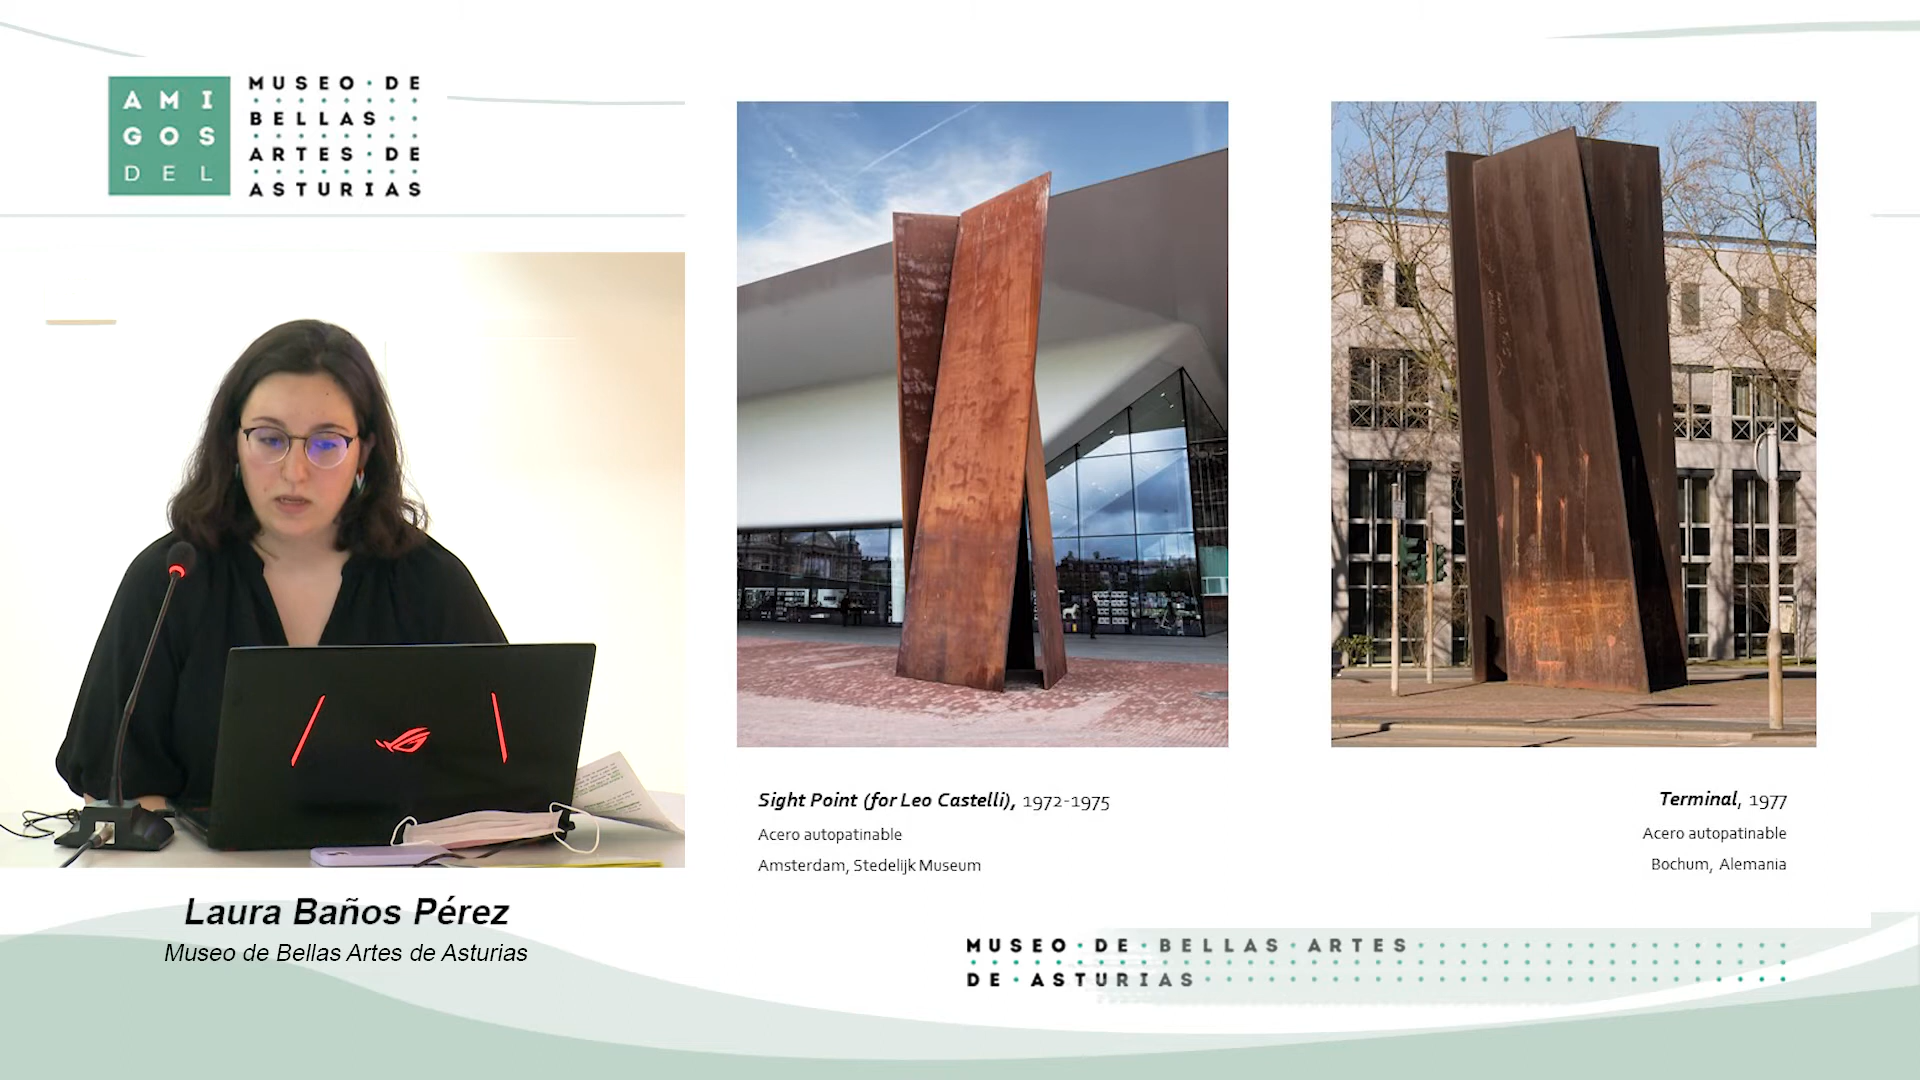 AMI
GOS
DEL
MUSEO·DE
BELLAS
ARTES·DE
ASTURIAS
Sight Point (for Leo Castelli), 1972-1975
Acero autopatinable
Amsterdam, Stedelijk Museum
Terminal, 1977
Acero autopatinable
Bochum, Alemania
Laura Baños Pérez
Museo de Bellas Artes de Asturias
MUSEO·DE·BELLAS·ARTES
DE·ASTURIAS